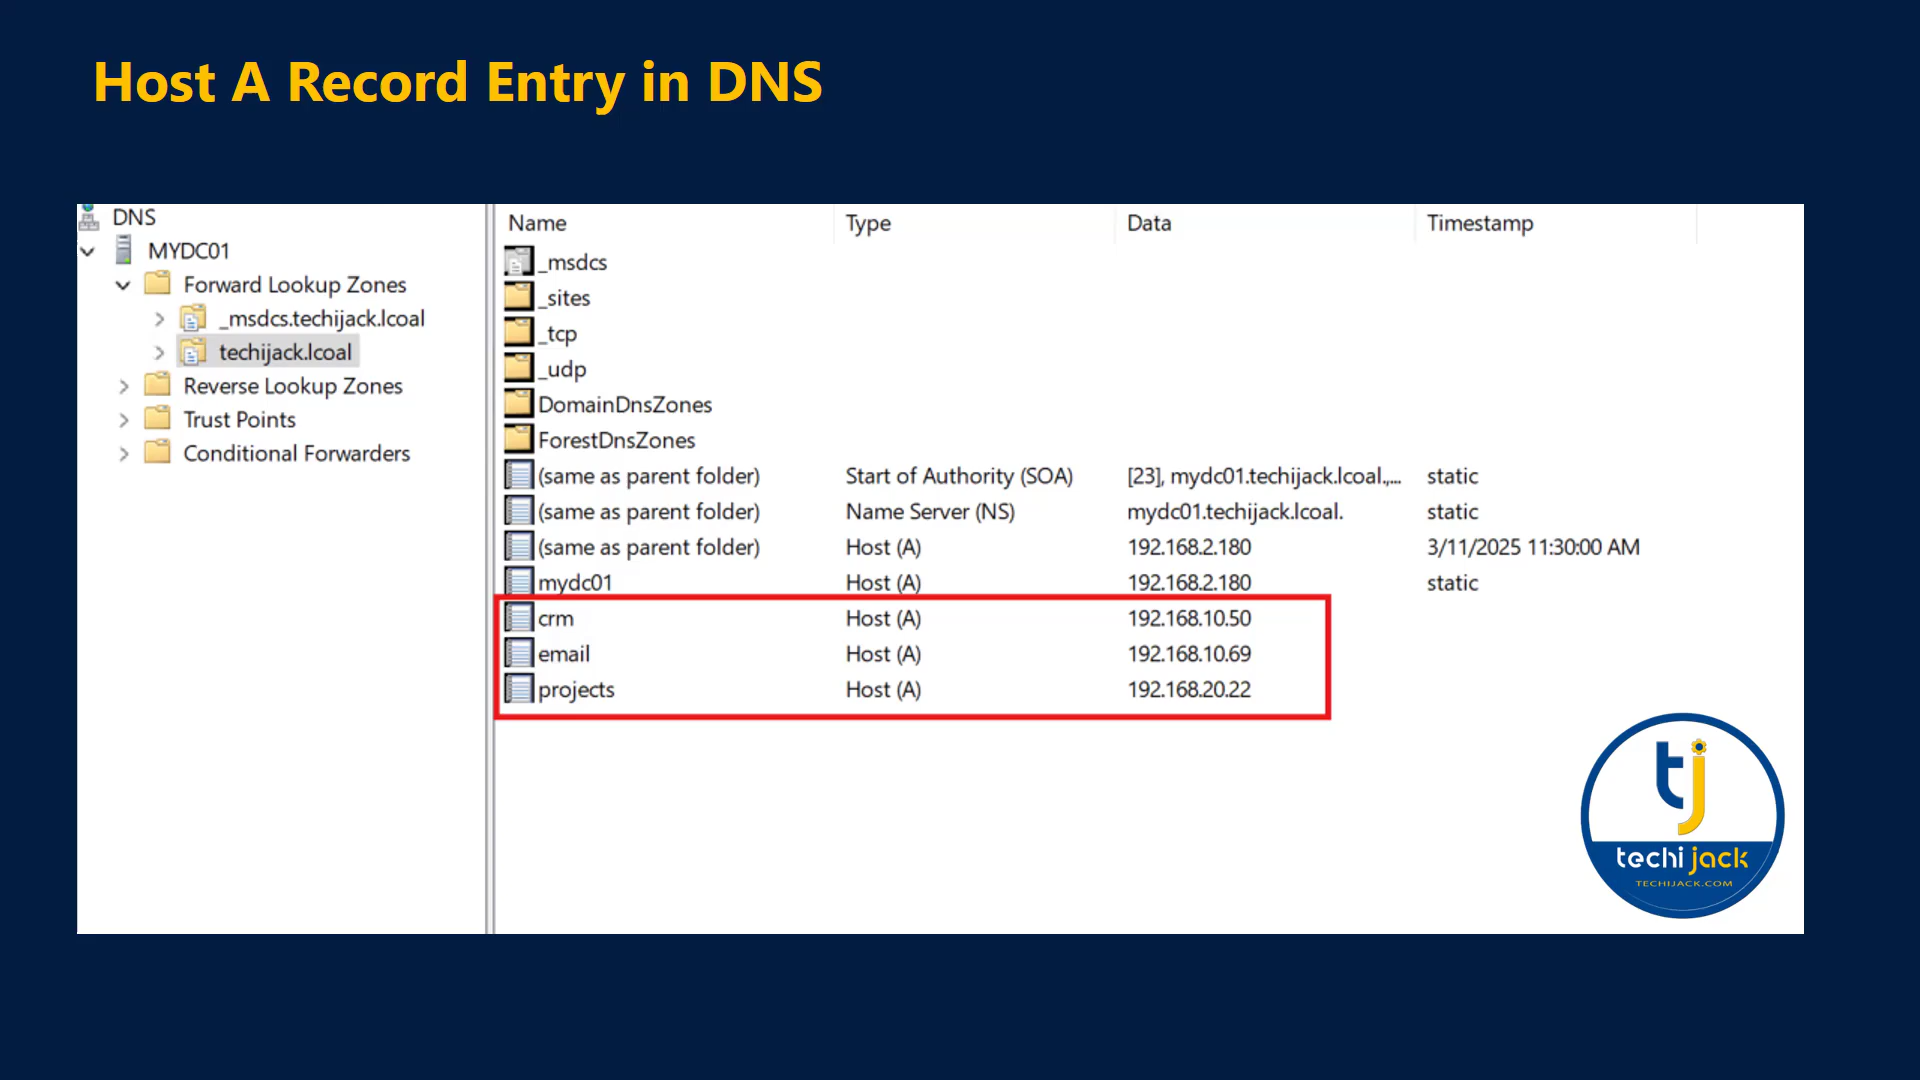 Host A Record Entry in DNS
DNS
MYDC01
Forward Lookup Zones
_msdcs.techijack.lcoal
techijack.lcoal
Reverse Lookup Zones
Trust Points
Conditional Forwarders
Name Type Data Timestamp
_msdcs
_sites
_tcp
_udp
DomainDnsZones
ForestDnsZones
(same as parent folder) Start of Authority (SOA) [23], mydc01.techijack.lcoal.,... static
(same as parent folder) Name Server (NS) mydc01.techijack.lcoal. static
(same as parent folder) Host (A) 192.168.2.180 3/11/2025 11:30:00 AM
mydc01 Host (A) 192.168.2.180 static
crm Host (A) 192.168.10.50
email Host (A) 192.168.10.69
projects Host (A) 192.168.20.22
tj
techijack
TECHIJACK.COM